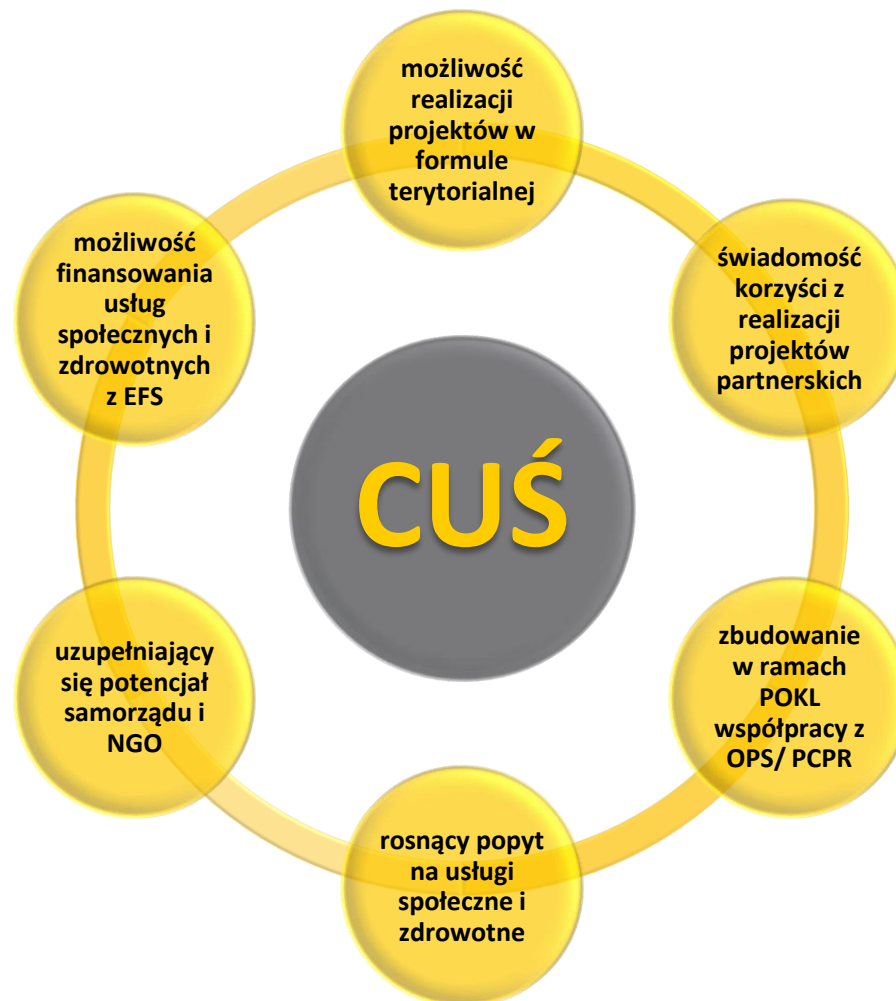 możliwość
realizacji
projektów w
formule
terytorialnej
świadomość
korzyści z
realizacji
projektów
partnerskich
zbudowanie
w ramach
POKL
współpracy z
OPS/ PCPR
rosnący popyt
na usługi
społeczne i
zdrowotne
uzupełniający
się potencjał
samorządu i
NGO
możliwość
finansowania
usług
społecznych i
zdrowotnych
z EFS
CUŚ